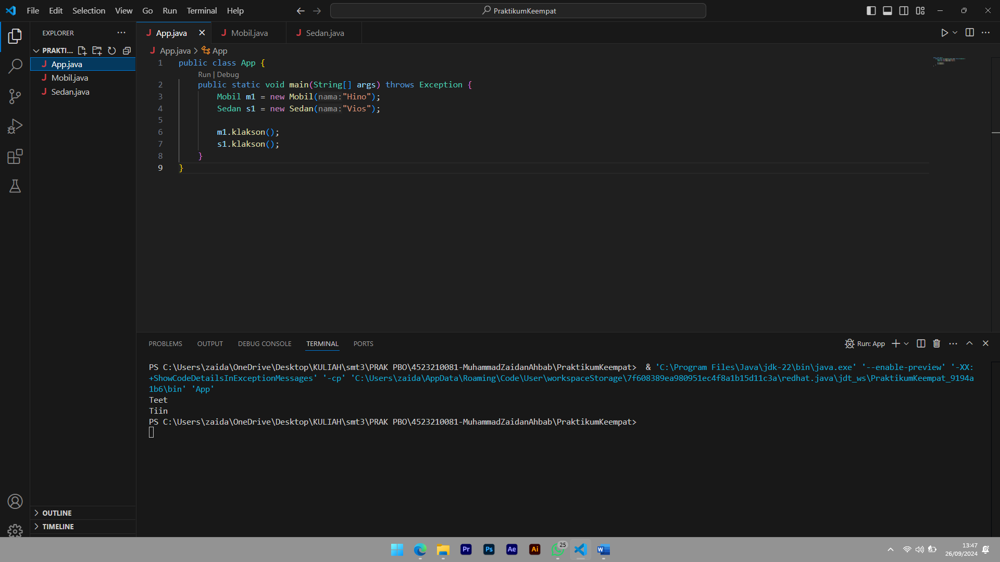 File Edit Selection View Go Run Terminal Help
PraktikumKeempat
EXPLORER
PRAKTI...
App.java
Mobil.java
Sedan.java
OUTLINE
TIMELINE
App.java
Mobil.java
Sedan.java
App.java > App
1 public class App {
Run | Debug
2 public static void main(String[] args) throws Exception {
3 Mobil m1 = new Mobil(nama:"Hino");
4 Sedan s1 = new Sedan(nama:"Vios");
5
6 m1.klakson();
7 s1.klakson();
8 }
9 }
PROBLEMS OUTPUT DEBUG CONSOLE TERMINAL PORTS
Run: App
PS C:\Users\zaida\OneDrive\Desktop\KULIAH\smt3\PRAK PBO\4523210081-MuhammadZaidanAhbab\PraktikumKeempat>  & 'C:\Program Files\Java\jdk-22\bin\java.exe' '--enable-preview' '-XX:
+ShowCodeDetailsInExceptionMessages' '-cp' 'C:\Users\zaida\AppData\Roaming\Code\User\workspaceStorage\7f608389ea980951ec4f8a1b15d11c3a\redhat.java\jdt_ws\PraktikumKeempat_9194a
1b6\bin' 'App'
Teet
Tiin
PS C:\Users\zaida\OneDrive\Desktop\KULIAH\smt3\PRAK PBO\4523210081-MuhammadZaidanAhbab\PraktikumKeempat>
Pr
Ps
Ae
Ai
25
W
13:47
26/09/2024